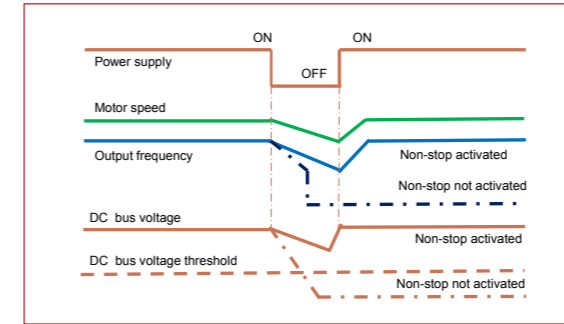 ON
ON
Power supply
OFF
Motor speed
Output frequency
Non-stop activated
Non-stop not activated
DC bus voltage
Non-stop activated
DC bus voltage threshold
Non-stop not activated